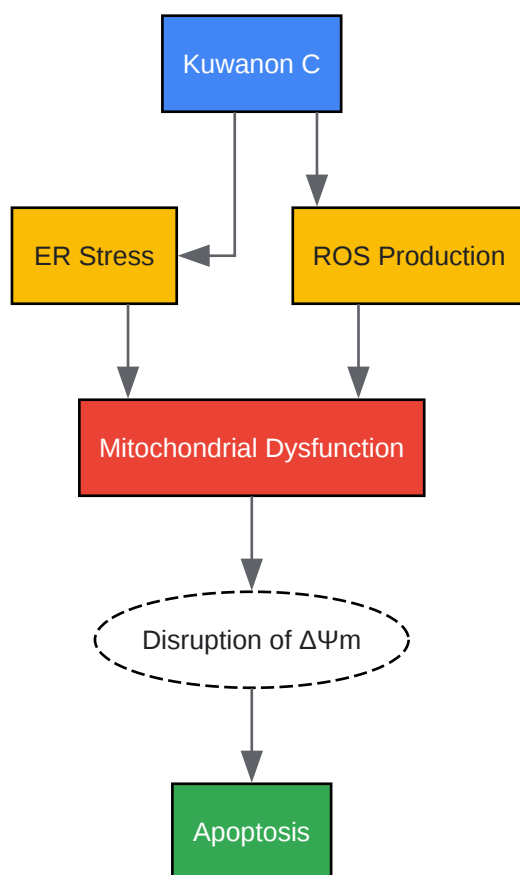 Kuwanon C
ER Stress
ROS Production
Mitochondrial Dysfunction
Disruption of ΔΨm
Apoptosis